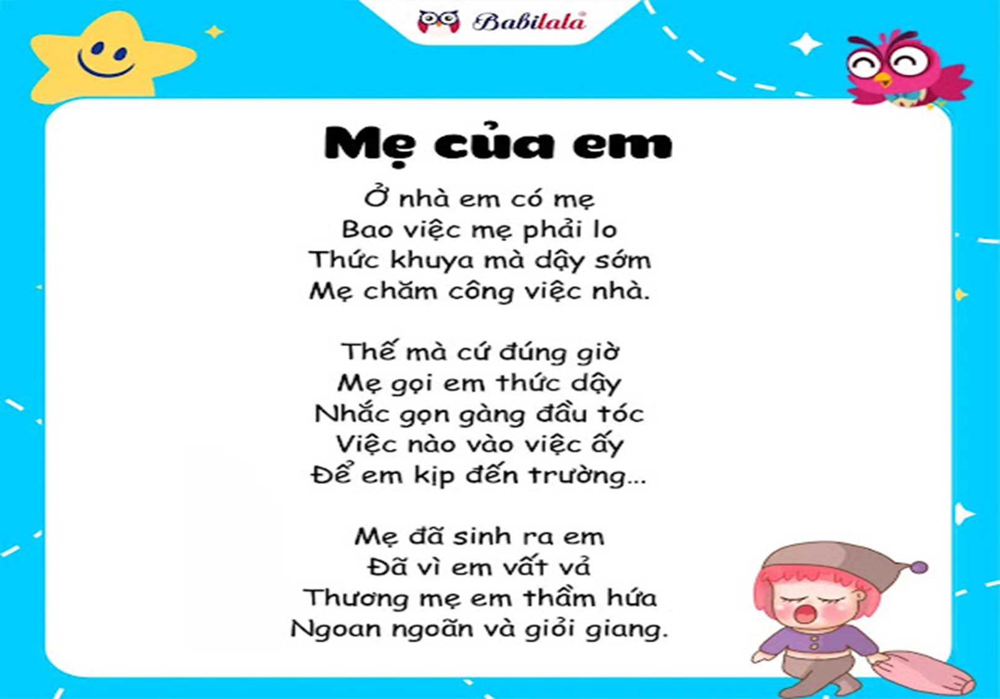 Babilala
Mẹ của em
Ở nhà em có mẹ
Bao việc mẹ phải lo
Thức khuya mà dậy sớm
Mẹ chăm công việc nhà.
Thế mà cứ đúng giờ
Mẹ gọi em thức dậy
Nhắc gọn gàng đầu tóc
Việc nào vào việc ấy
Để em kịp đến trường...
Mẹ đã sinh ra em
Đã vì em vất vả
Thương mẹ em thầm hứa
Ngoan ngoãn và giỏi giang.